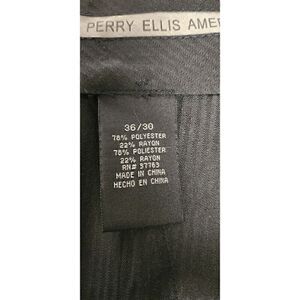 PERRY ELLIS AMER
36/30
78% POLYESTER
22% RAYON
78% POLIESTER
22% RAYON
RN# 37763
MADE IN CHINA
HECHO EN CHINA